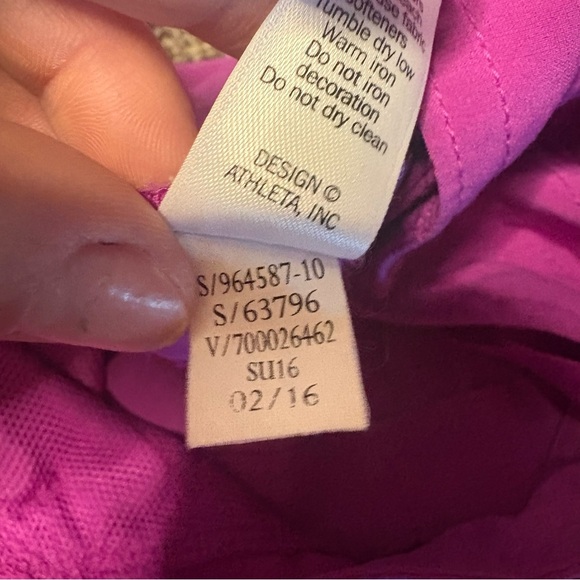 softeners
Tumble dry low
Warm iron
Do not iron
decoration
Do not dry clean
DESIGN ©
ATHLETA, INC
S/964587-10
S/63796
V/700026462
SU16
02/16